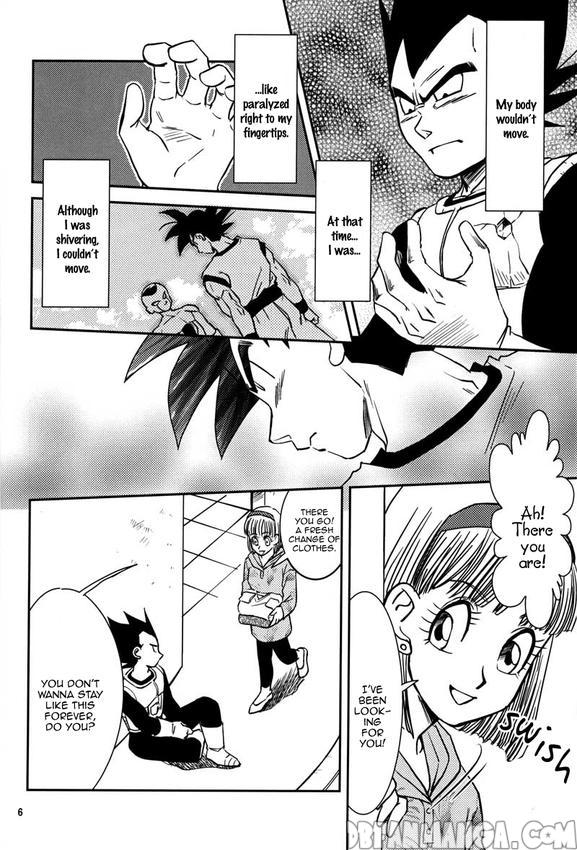 My body
wouldn't
move.
...like
paralyzed
right to my
fingertips.
At that
time...
I was...
Although
I was
shivering,
I couldn't
move.
Ah!
There
you
are!
I'VE
BEEN
LOOK-
ING
FOR
YOU!
swish
THERE
YOU GO!
A FRESH
CHANGE OF
CLOTHES.
YOU DON'T
WANNA STAY
LIKE THIS
FOREVER,
DO YOU?
6
DBFANMANGA.COM